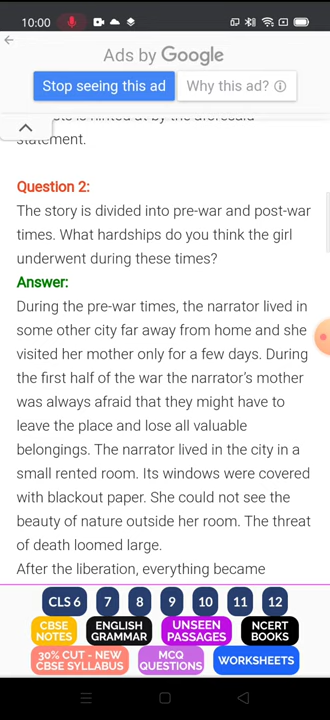 10:00
Ads by Google
Stop seeing this ad
Why this ad?
statement.
Question 2:
The story is divided into pre-war and post-war
times. What hardships do you think the girl
underwent during these times?
Answer:
During the pre-war times, the narrator lived in
some other city far away from home and she
visited her mother only for a few days. During
the first half of the war the narrator's mother
was always afraid that they might have to
leave the place and lose all valuable
belongings. The narrator lived in the city in a
small rented room. Its windows were covered
with blackout paper. She could not see the
beauty of nature outside her room. The threat
of death loomed large.
After the liberation, everything became
CLS 6 7 8 9 10 11 12
CBSE NOTES
ENGLISH GRAMMAR
UNSEEN PASSAGES
NCERT BOOKS
30% CUT - NEW CBSE SYLLABUS
MCQ QUESTIONS
WORKSHEETS